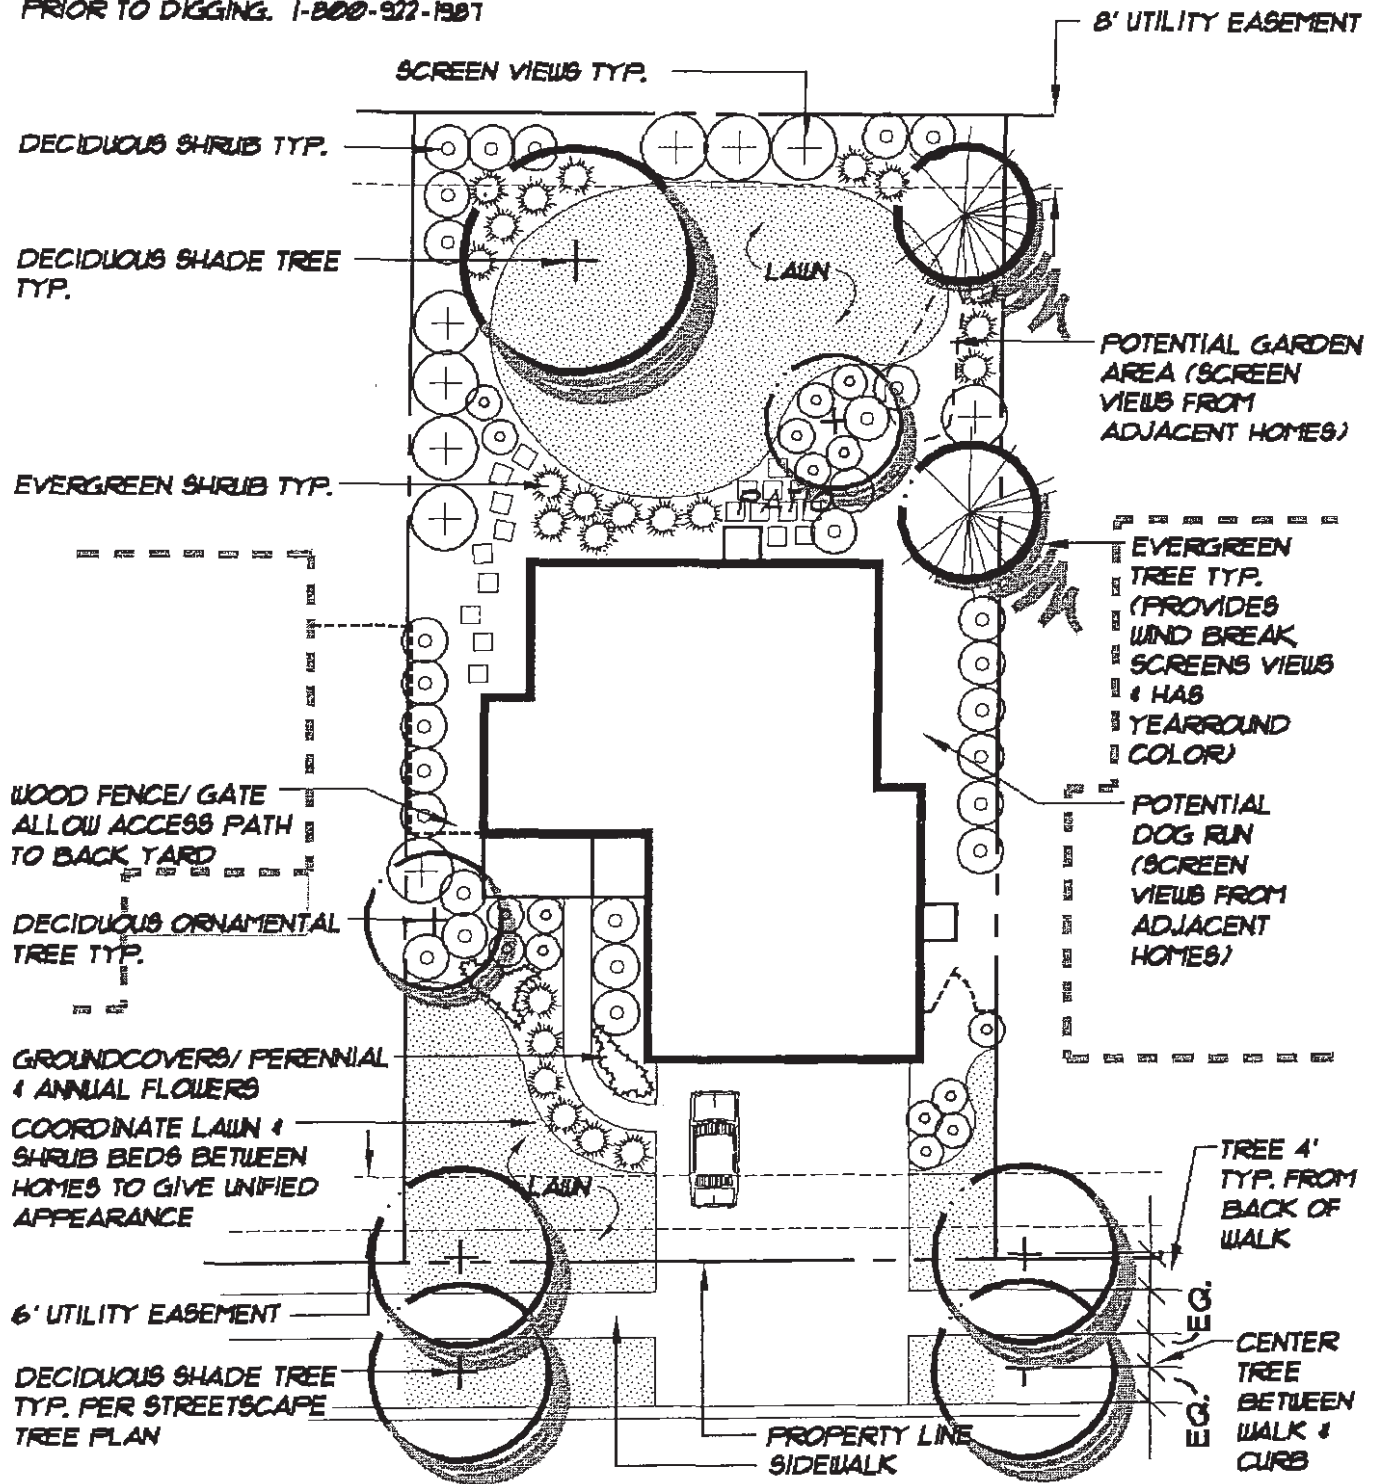 PRIOR TO DIGGING. 1-800-922-1987
8' UTILITY EASEMENT
SCREEN VIEWS TYP.
DECIDUOUS SHRUB TYP.
DECIDUOUS SHADE TREE
TYP.
LAWN
POTENTIAL GARDEN
AREA (SCREEN
VIEWS FROM
ADJACENT HOMES)
EVERGREEN SHRUB TYP.
PATIO
EVERGREEN
TREE TYP.
(PROVIDES
WIND BREAK,
SCREENS VIEWS
& HAS
YEARROUND
COLOR)
WOOD FENCE/ GATE
ALLOW ACCESS PATH
TO BACK YARD
POTENTIAL
DOG RUN
(SCREEN
VIEWS FROM
ADJACENT
HOMES)
DECIDUOUS ORNAMENTAL
TREE TYP.
GROUNDCOVERS/ PERENNIAL
& ANNUAL FLOWERS
COORDINATE LAWN &
SHRUB BEDS BETWEEN
HOMES TO GIVE UNIFIED
APPEARANCE
LAWN
TREE 4'
TYP. FROM
BACK OF
WALK
6' UTILITY EASEMENT
EQ.
DECIDUOUS SHADE TREE
TYP. PER STREETSCAPE
TREE PLAN
EQ.
CENTER
TREE
BETWEEN
WALK &
CURB
PROPERTY LINE
SIDEWALK